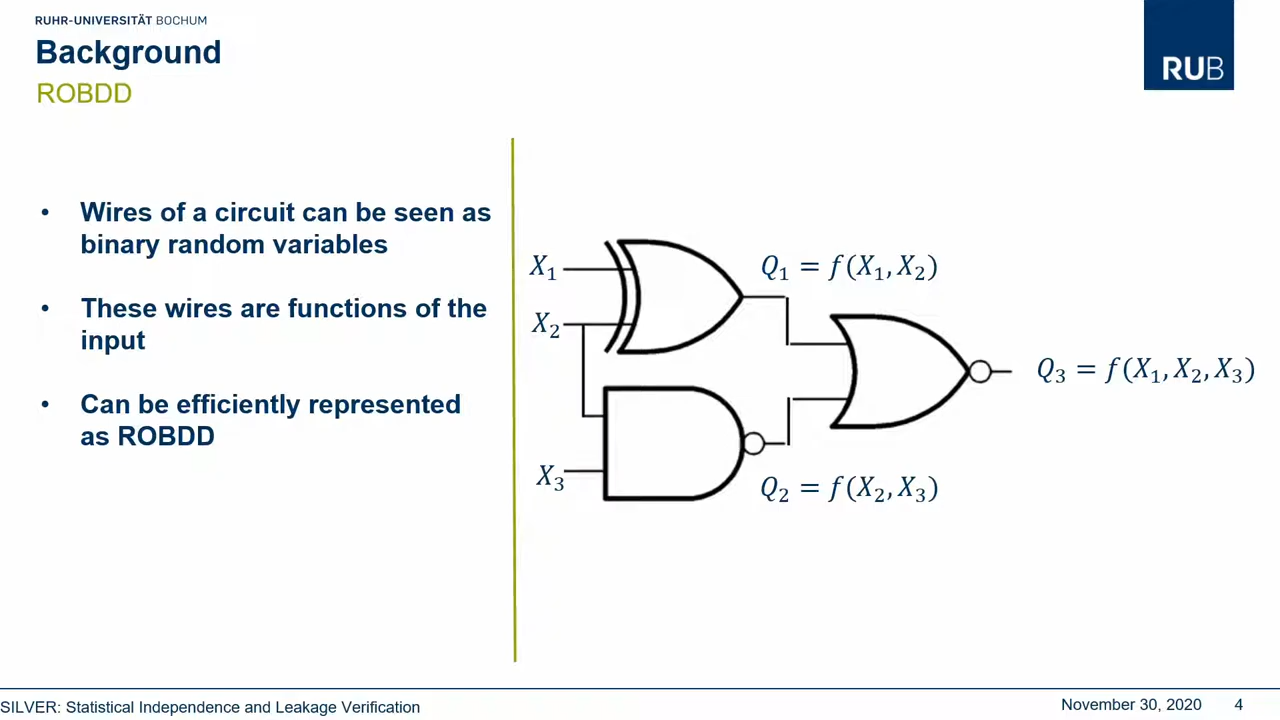 RUHR-UNIVERSITÄT BOCHUM
Background
ROBDD
RUB
• Wires of a circuit can be seen as
binary random variables
• These wires are functions of the
input
• Can be efficiently represented
as ROBDD
X₁
X₂
X₃
Q₁ = f(X₁, X₂)
Q₂ = f(X₂, X₃)
Q₃ = f(X₁, X₂, X₃)
SILVER: Statistical Independence and Leakage Verification
November 30, 2020 4